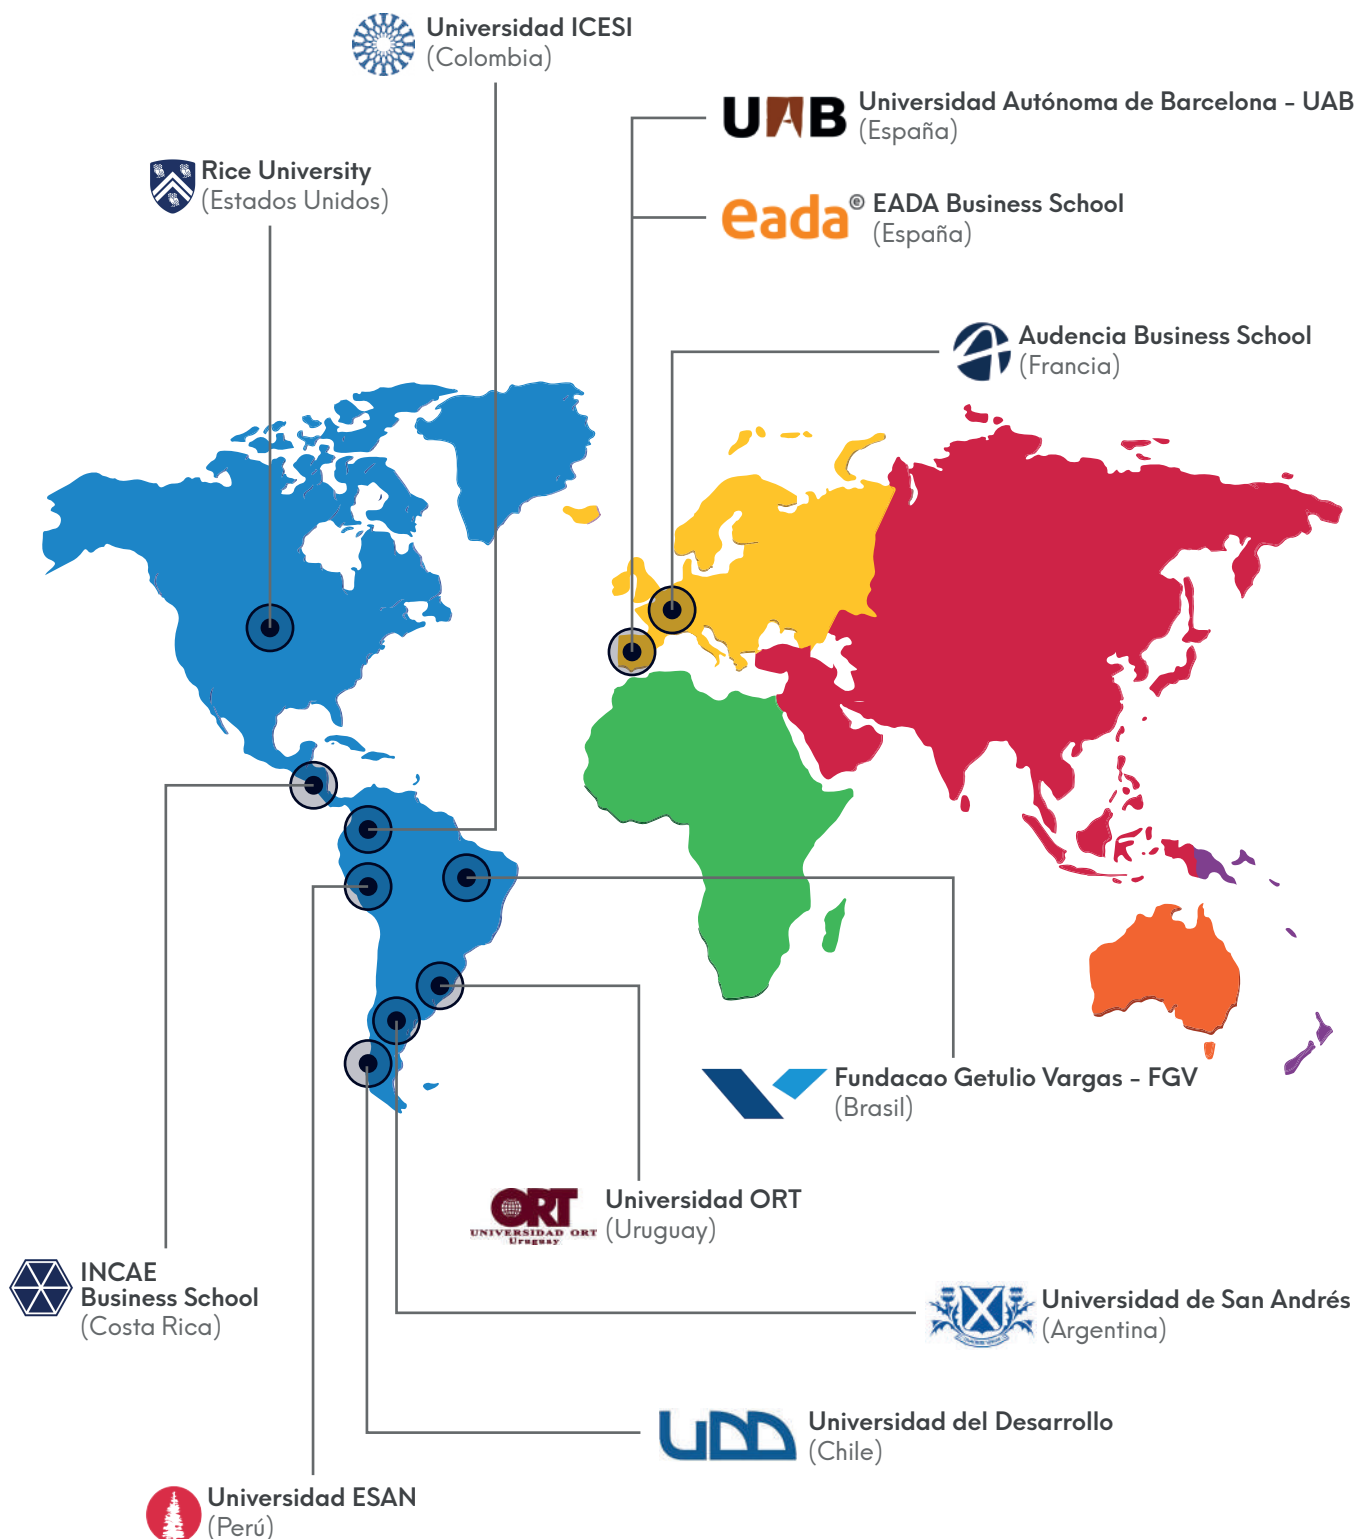 Universidad ICESI
(Colombia)
UAB
Universidad Autónoma de Barcelona - UAB
(España)
Rice University
(Estados Unidos)
eada
EADA Business School
(España)
Audencia Business School
(Francia)
Fundacao Getulio Vargas - FGV
(Brasil)
ORT
UNIVERSIDAD ORT
Uruguay
Universidad ORT
(Uruguay)
INCAE
Business School
(Costa Rica)
Universidad de San Andrés
(Argentina)
UDD
Universidad del Desarrollo
(Chile)
Universidad ESAN
(Perú)